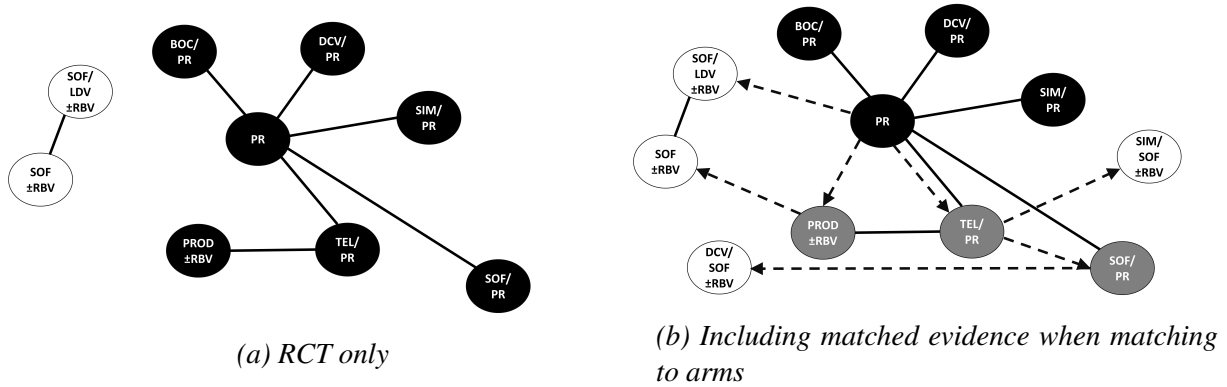 BOC/
PR
DCV/
PR
SOF/
LDV
±RBV
SIM/
PR
PR
SOF
±RBV
PROD
±RBV
TEL/
PR
SOF/
PR
(a) RCT only
BOC/
PR
DCV/
PR
SOF/
LDV
±RBV
SIM/
PR
PR
SOF
±RBV
SIM/
SOF
±RBV
PROD
±RBV
TEL/
PR
DCV/
SOF
±RBV
SOF/
PR
(b) Including matched evidence when matching
to arms